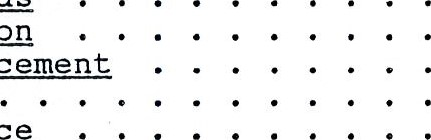 us . . . . . . . . . .
on . . . . . . . . . .
cement . . . . . . . .
. . . . . . . . . . . .
ce . . . . . . . . . .